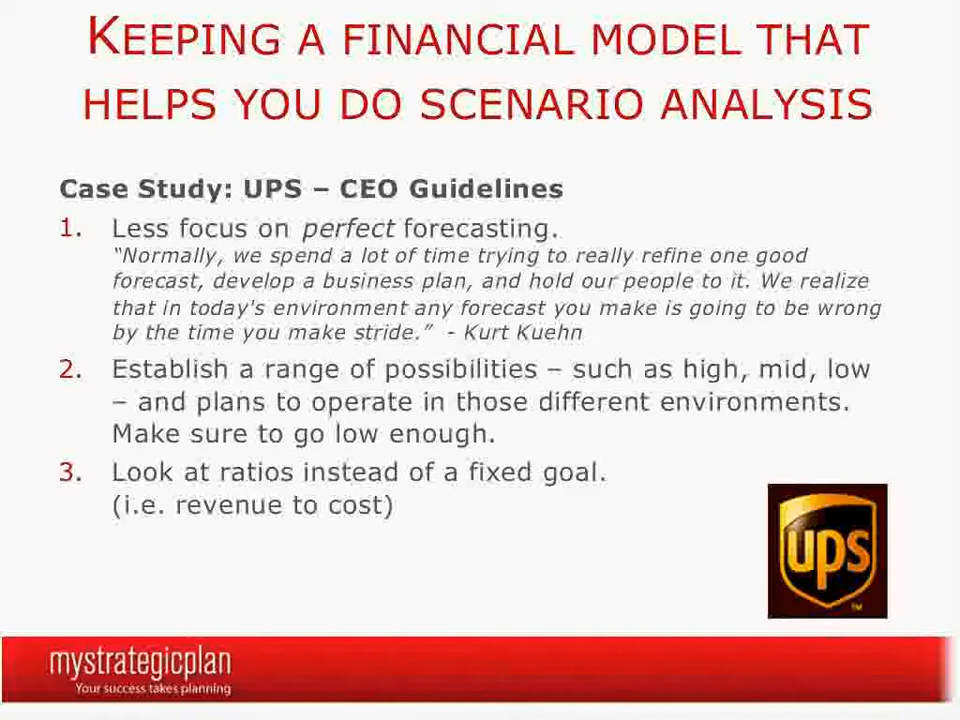 KEEPING A FINANCIAL MODEL THAT
HELPS YOU DO SCENARIO ANALYSIS
Case Study: UPS – CEO Guidelines
1. Less focus on perfect forecasting.
“Normally, we spend a lot of time trying to really refine one good
forecast, develop a business plan, and hold our people to it. We realize
that in today's environment any forecast you make is going to be wrong
by the time you make stride.” - Kurt Kuehn
2. Establish a range of possibilities – such as high, mid, low
– and plans to operate in those different environments.
Make sure to go low enough.
3. Look at ratios instead of a fixed goal.
(i.e. revenue to cost)
ups
TM
mystrategicplan
Your success takes planning